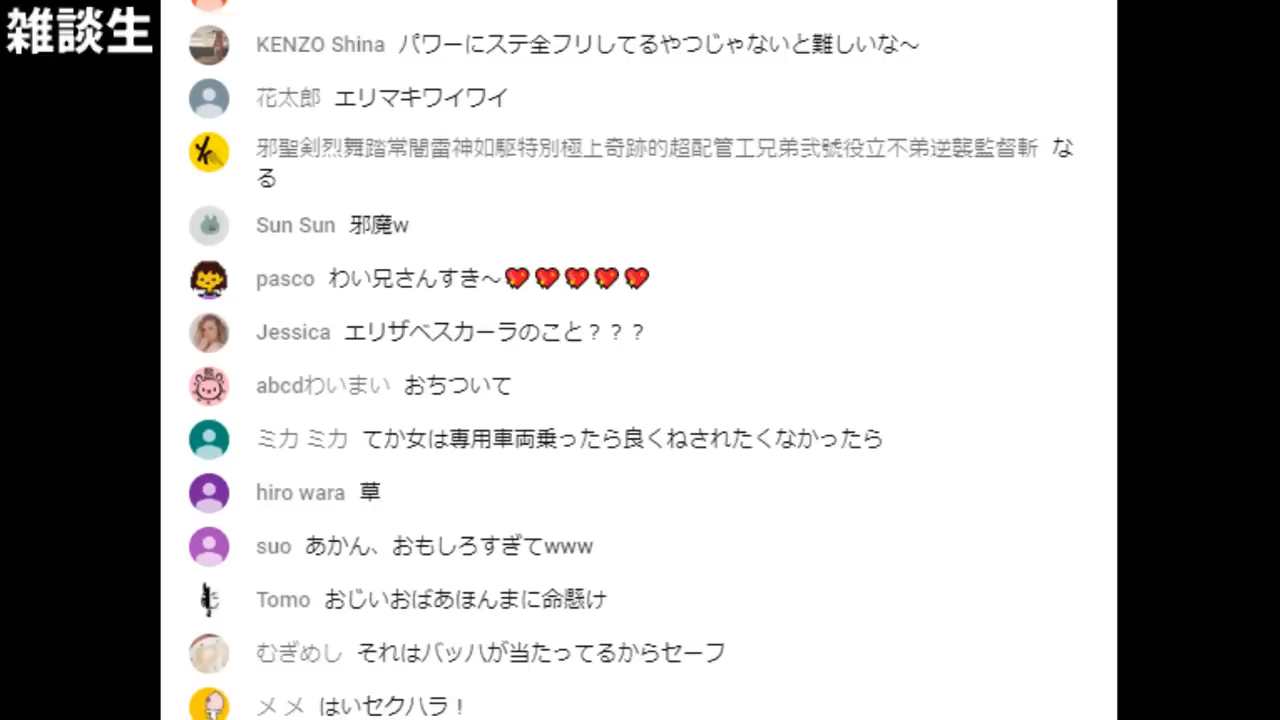 雑談生
KENZO Shina パワーにステ全フリしてるやつじゃないと難しいな～
花太郎 エリマキワイワイ
邪聖剣烈舞踏常闇雷神如駆特別極上奇跡的超配管工兄弟弐號役立不弟逆襲監督斬 な
る
Sun Sun 邪魔w
pasco わい兄さんすき～💖💖💖💖💖
Jessica エリザベスカーラのこと？？？
abcdわいまい おちついて
ミカ ミカ てか女は専用車両乗ったら良くねされたくなかったら
hiro wara 草
suo あかん、おもしろすぎてwww
Tomo おじいおばあほんまに命懸け
むぎめし それはバッハが当たってるからセーフ
メ メ はいセクハラ！